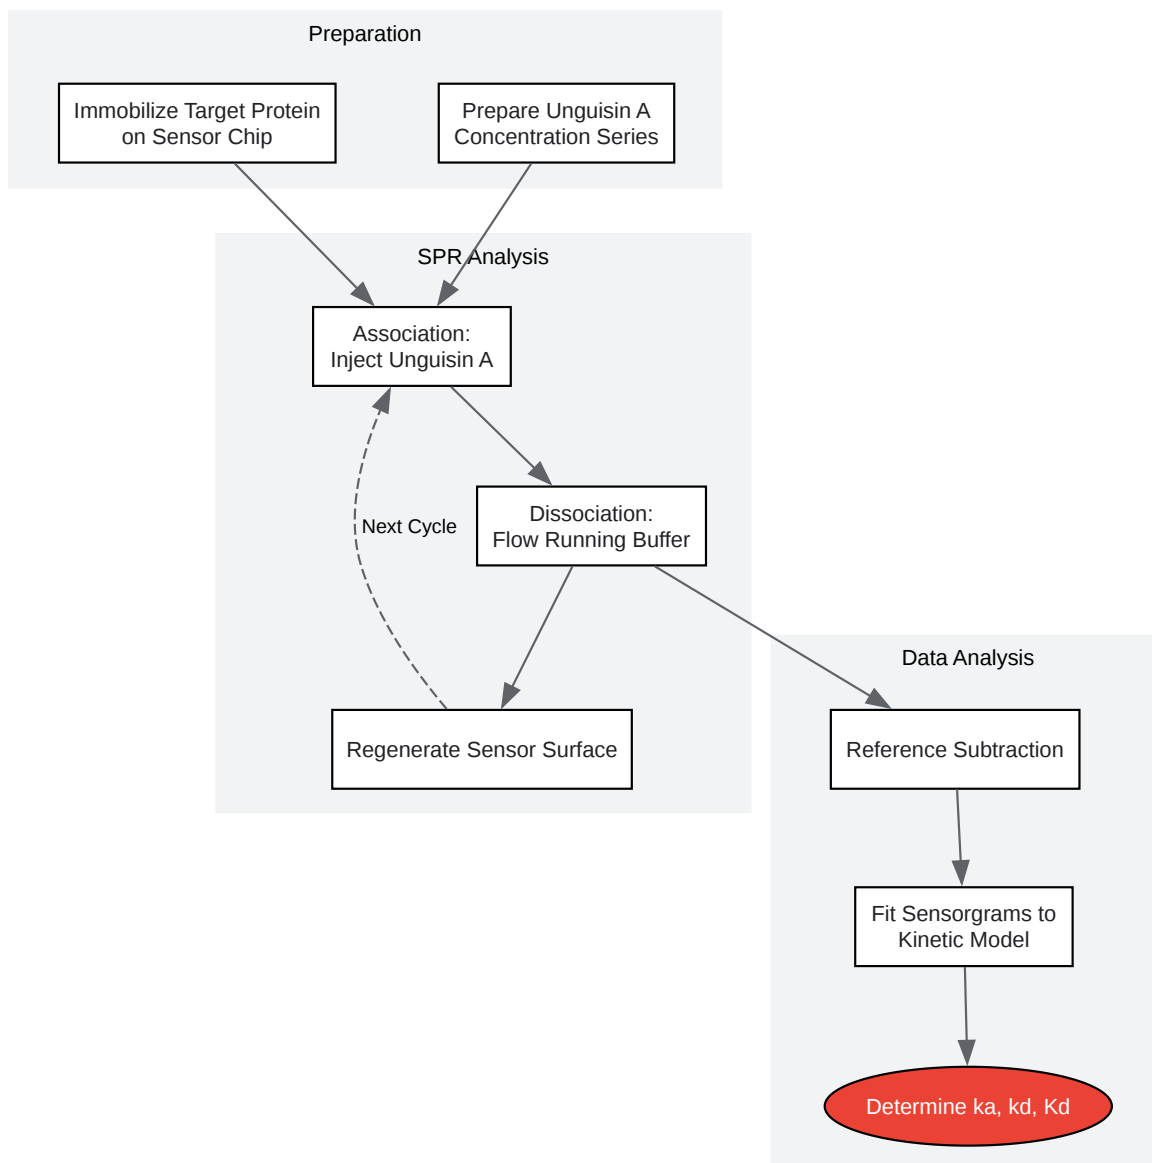 Preparation
Immobilize Target Protein
on Sensor Chip
Prepare Unguisin A
Concentration Series
SPR Analysis
Association:
Inject Unguisin A
Dissociation:
Flow Running Buffer
Next Cycle
Regenerate Sensor Surface
Data Analysis
Reference Subtraction
Fit Sensorgrams to
Kinetic Model
Determine ka, kd, Kd